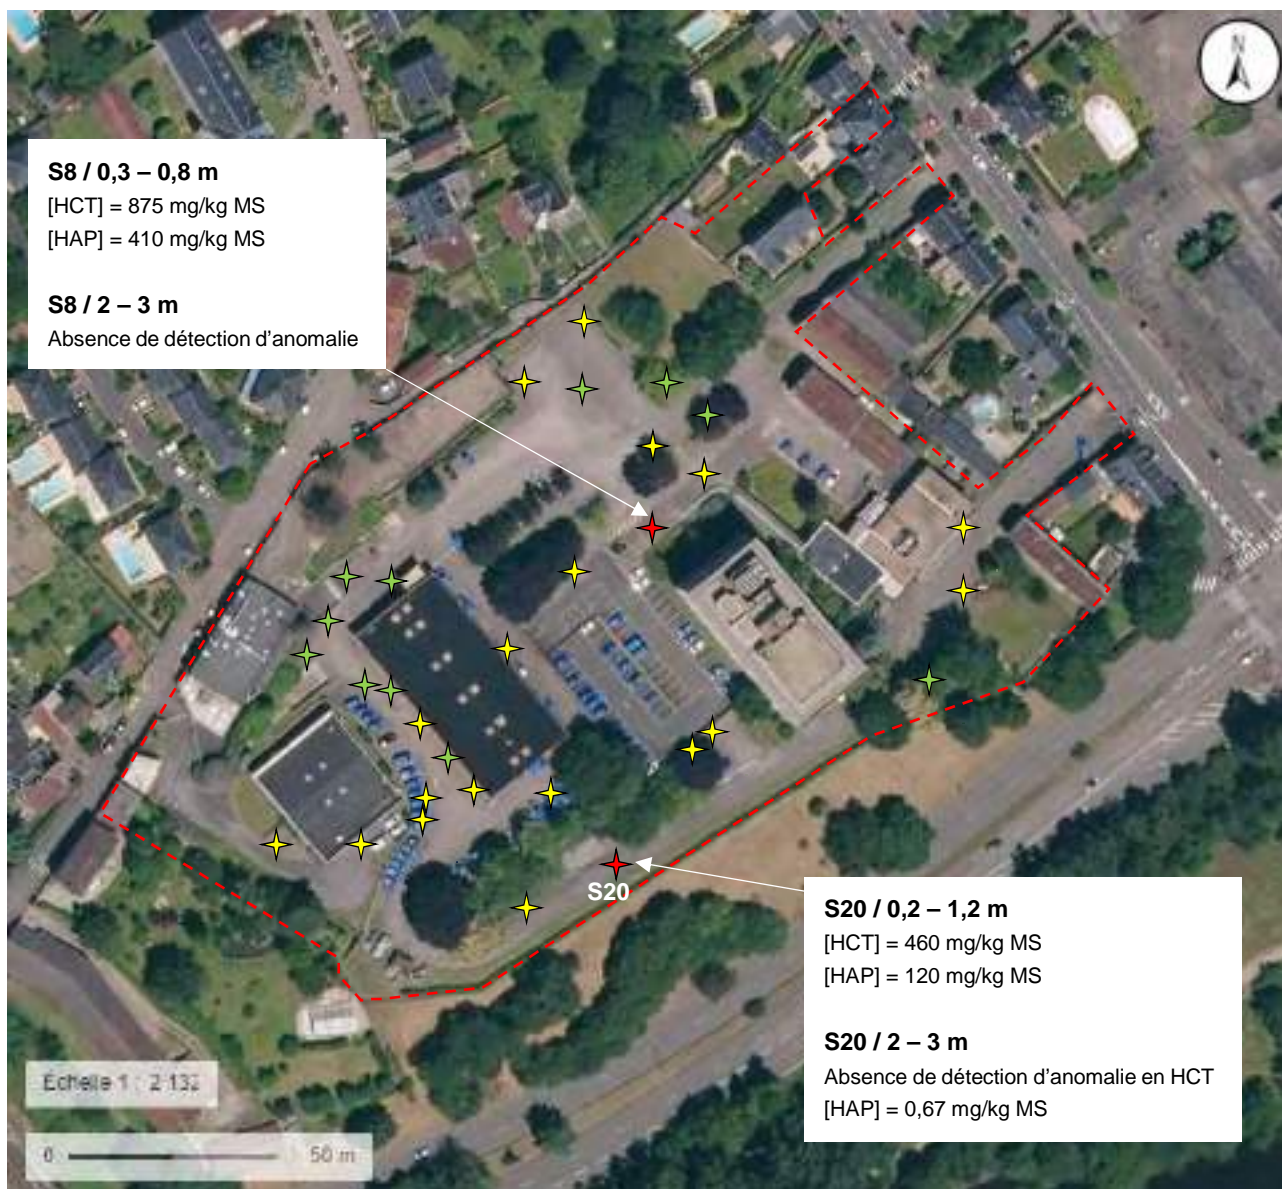 N
S8 / 0,3 – 0,8 m
[HCT] = 875 mg/kg MS
[HAP] = 410 mg/kg MS
S8 / 2 – 3 m
Absence de détection d’anomalie
S20
S20 / 0,2 – 1,2 m
[HCT] = 460 mg/kg MS
[HAP] = 120 mg/kg MS
S20 / 2 – 3 m
Absence de détection d’anomalie en HCT
[HAP] = 0,67 mg/kg MS
Echelle 1 : 2 132
0 50 m